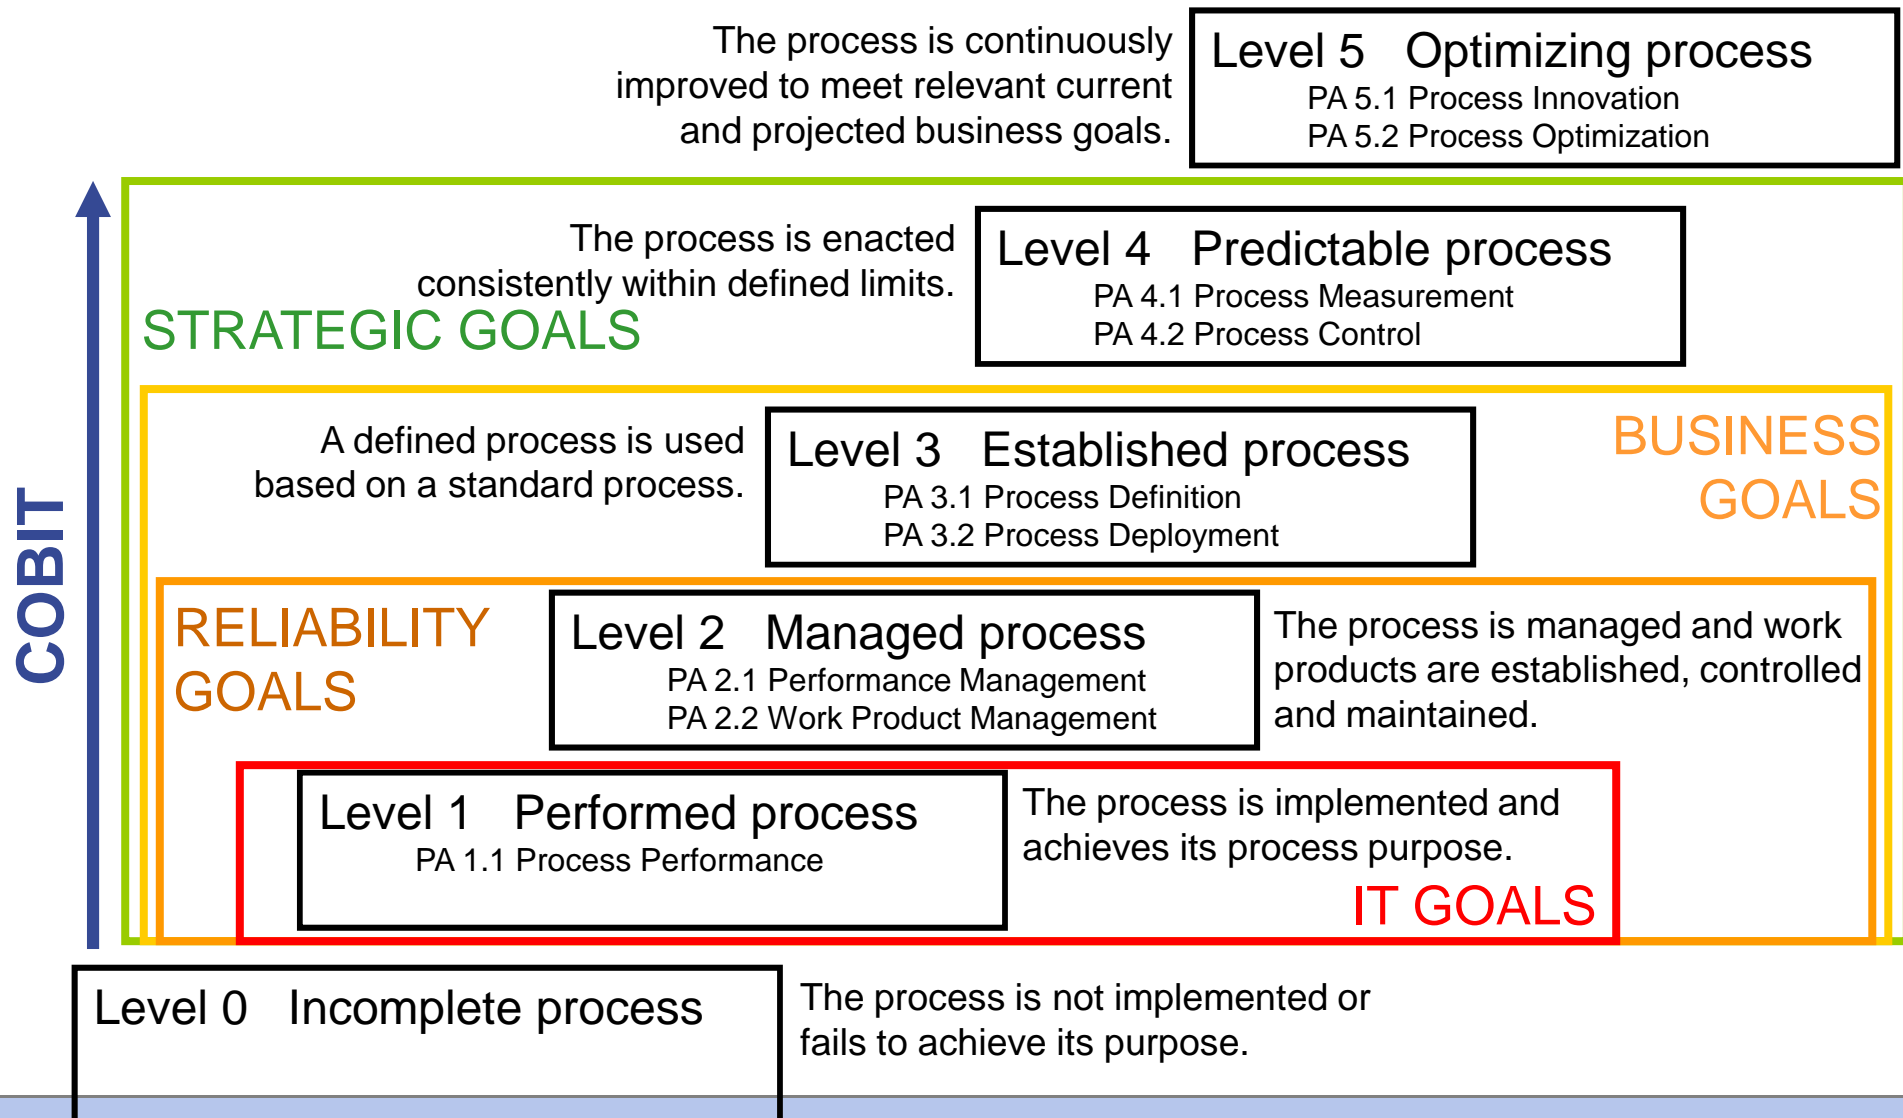 The process is continuously
improved to meet relevant current
and projected business goals.
Level 5 Optimizing process
PA 5.1 Process Innovation
PA 5.2 Process Optimization
COBIT
The process is enacted
consistently within defined limits.
STRATEGIC GOALS
Level 4 Predictable process
PA 4.1 Process Measurement
PA 4.2 Process Control
A defined process is used
based on a standard process.
Level 3 Established process
PA 3.1 Process Definition
PA 3.2 Process Deployment
BUSINESS
GOALS
RELIABILITY
GOALS
Level 2 Managed process
PA 2.1 Performance Management
PA 2.2 Work Product Management
The process is managed and work
products are established, controlled
and maintained.
Level 1 Performed process
PA 1.1 Process Performance
The process is implemented and
achieves its process purpose.
IT GOALS
Level 0 Incomplete process
The process is not implemented or
fails to achieve its purpose.